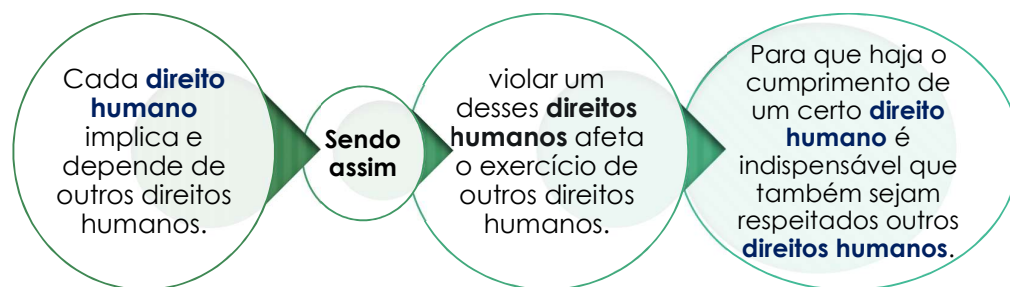 Cada direito
humano
implica e
depende de
outros direitos
humanos.
Sendo
assim
violar um
desses direitos
humanos afeta
o exercício de
outros direitos
humanos.
Para que haja o
cumprimento de
um certo direito
humano é
indispensável que
também sejam
respeitados outros
direitos humanos.